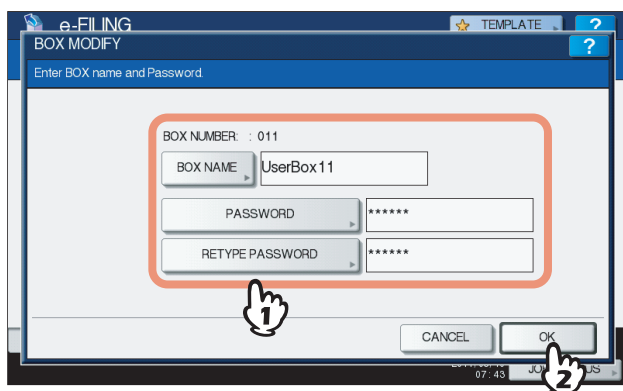 e-FILING
TEMPLATE
?
BOX MODIFY
?
Enter BOX name and Password.
BOX NUMBER: : 011
BOX NAME
UserBox11
PASSWORD
******
RETYPE PASSWORD
******
1
CANCEL
OK
2
07:43